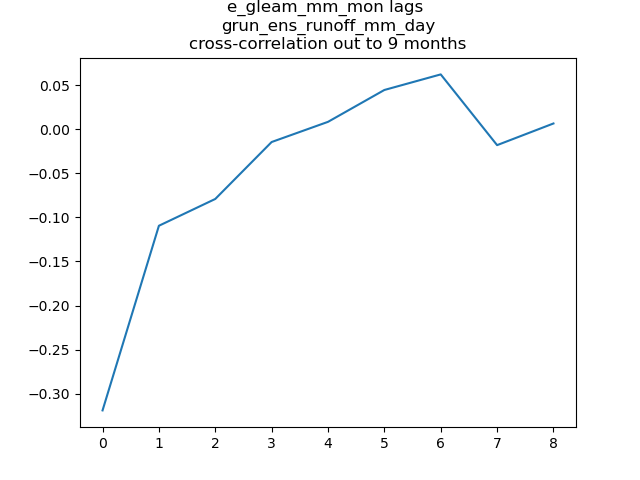 e_gleam_mm_mon lags
grun_ens_runoff_mm_day
cross-correlation out to 9 months
0.05
0.00
−0.05
−0.10
−0.15
−0.20
−0.25
−0.30
0 1 2 3 4 5 6 7 8